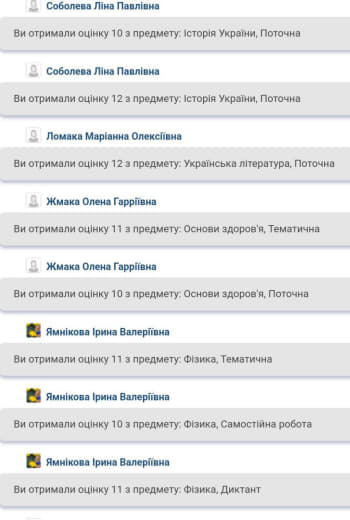 Соболева Ліна Павлівна
Ви отримали оцінку 10 з предмету: Історія України, Поточна
Соболева Ліна Павлівна
Ви отримали оцінку 12 з предмету: Історія України, Поточна
Ломака Маріанна Олексіївна
Ви отримали оцінку 12 з предмету: Українська література, Поточна
Жмака Олена Гарріївна
Ви отримали оцінку 11 з предмету: Основи здоров'я, Тематична
Жмака Олена Гарріївна
Ви отримали оцінку 10 з предмету: Основи здоров'я, Поточна
Ямнікова Ірина Валеріївна
Ви отримали оцінку 11 з предмету: Фізика, Тематична
Ямнікова Ірина Валеріївна
Ви отримали оцінку 10 з предмету: Фізика, Самостійна робота
Ямнікова Ірина Валеріївна
Ви отримали оцінку 11 з предмету: Фізика, Диктант